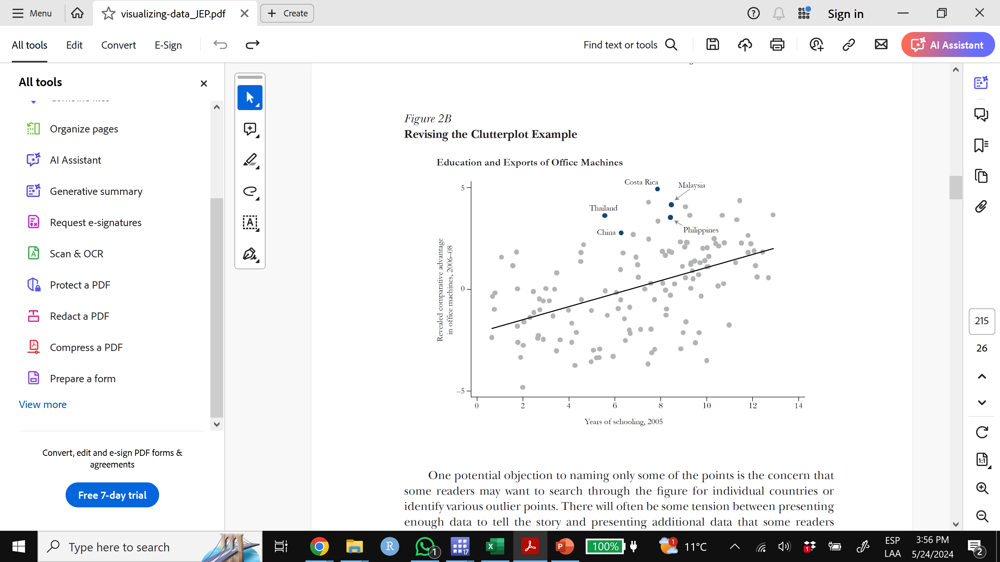 Menu
visualizing-data_JEP.pdf
Create
Sign in
All tools
Edit
Convert
E-Sign
Find text or tools
AI Assistant
All tools
Organize pages
AI Assistant
Generative summary
Request e-signatures
Scan & OCR
Protect a PDF
Redact a PDF
Compress a PDF
Prepare a form
View more
Convert, edit and e-sign PDF forms &
agreements
Free 7-day trial
Figure 2B
Revising the Clutterplot Example
Education and Exports of Office Machines
Costa Rica
Malaysia
Thailand
China
Philippines
Revealed comparative advantage
in office machines, 2006–08
5
0
–5
0 2 4 6 8 10 12 14
Years of schooling, 2005
One potential objection to naming only some of the points is the concern that
some readers may want to search through the figure for individual countries or
identify various outlier points. There will often be some tension between presenting
enough data to tell the story and presenting additional data that some readers
215
26
1:1
Type here to search
R
1
17
X
P
100%
1
11°C
1
ESP
LAA
3:56 PM
5/24/2024
2